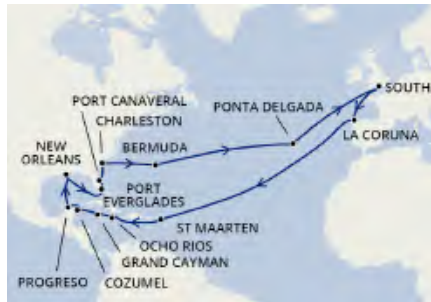 PORT CANAVERAL
CHARLESTON
PONTA DELGADA
SOUTH
NEW
ORLEANS
BERMUDA
LA CORUNA
PORT
EVERGLADES
ST MAARTEN
OCHO RIOS
GRAND CAYMAN
PROGRESO
COZUMEL